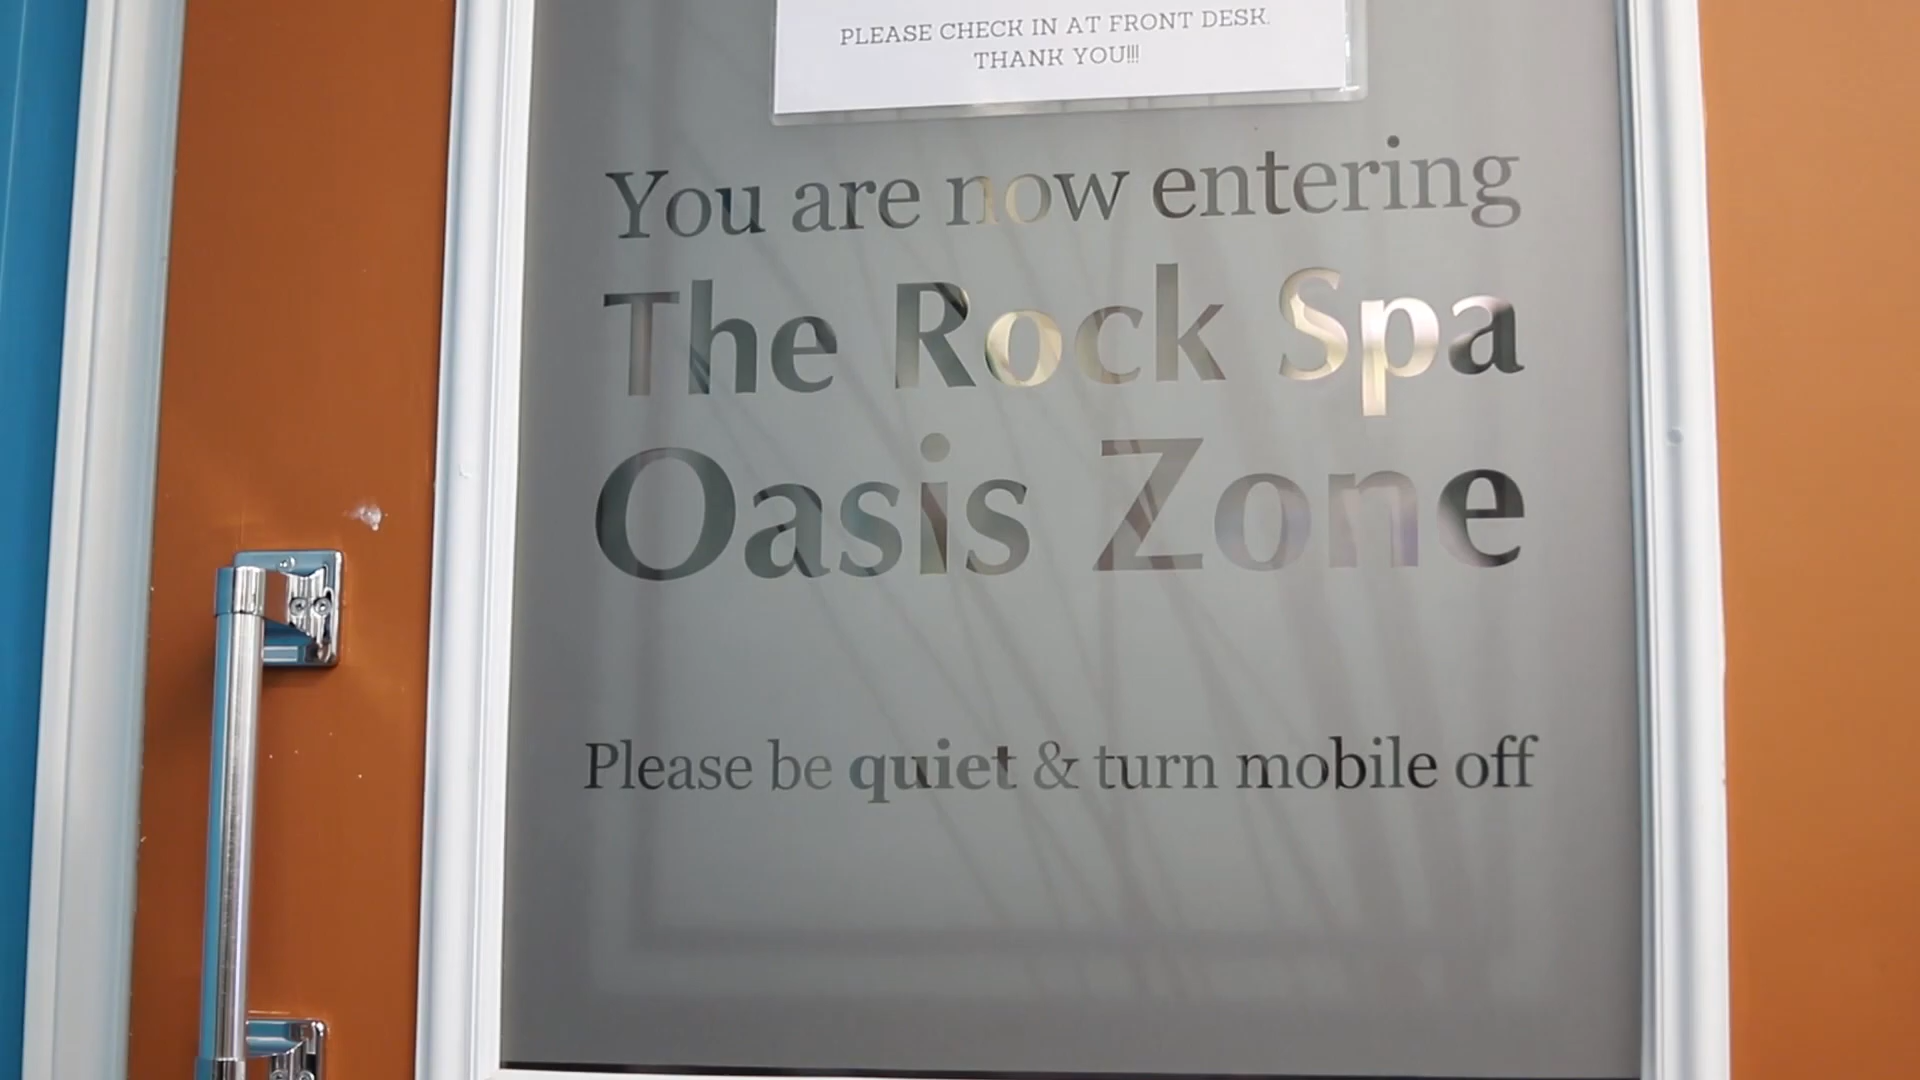 PLEASE CHECK IN AT FRONT DESK.
THANK YOU!!!
You are now entering
The Rock Spa
Oasis Zone
Please be quiet & turn mobile off